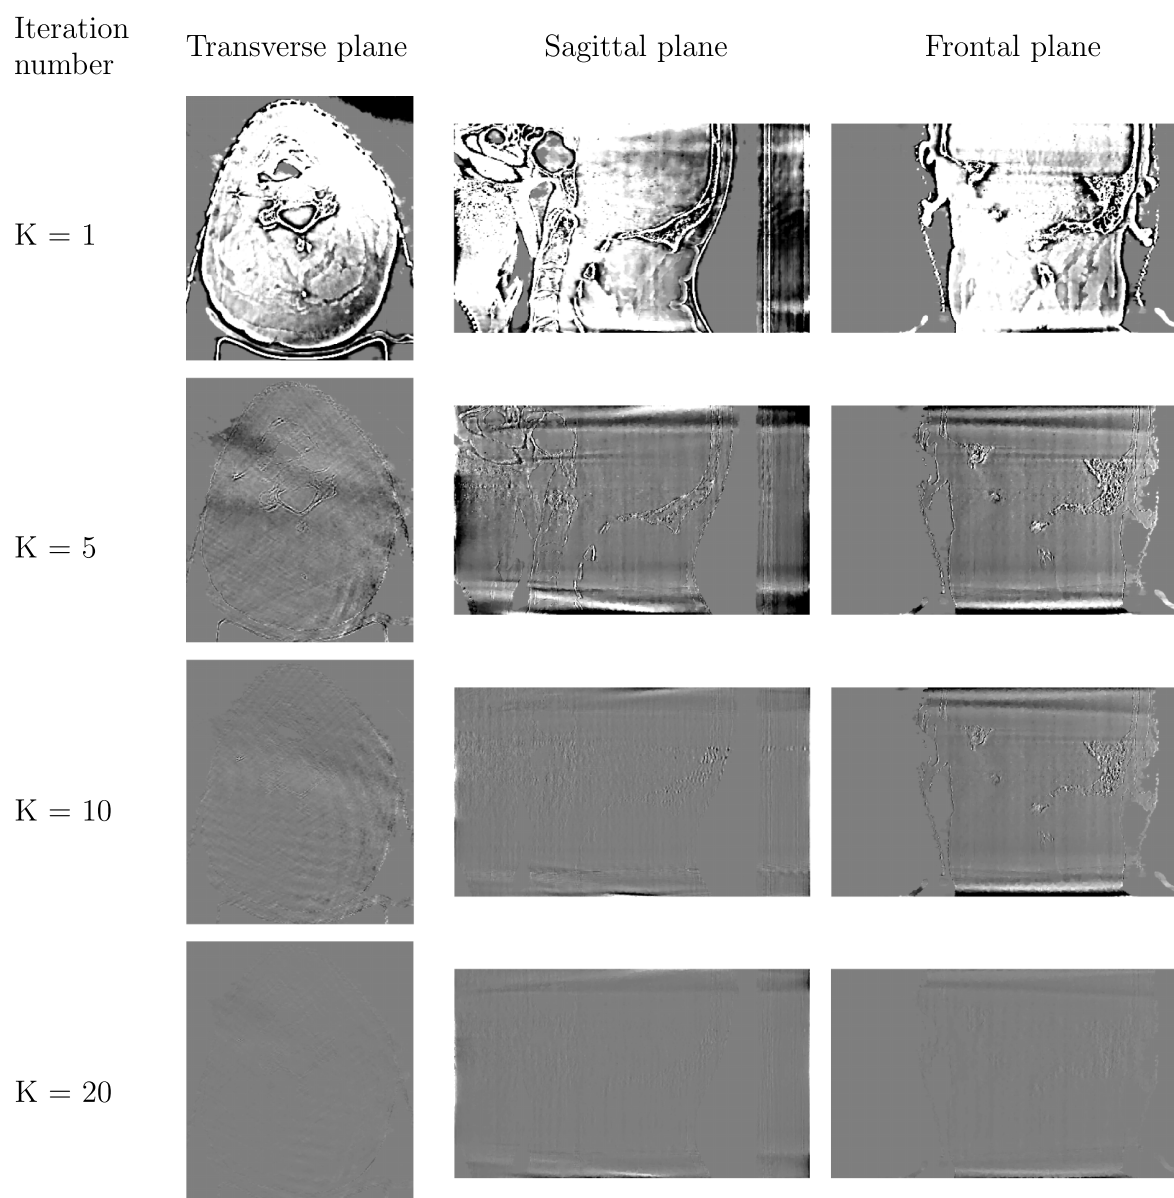 Iteration
number
Transverse plane
Sagittal plane
Frontal plane
K = 1
K = 5
K = 10
K = 20